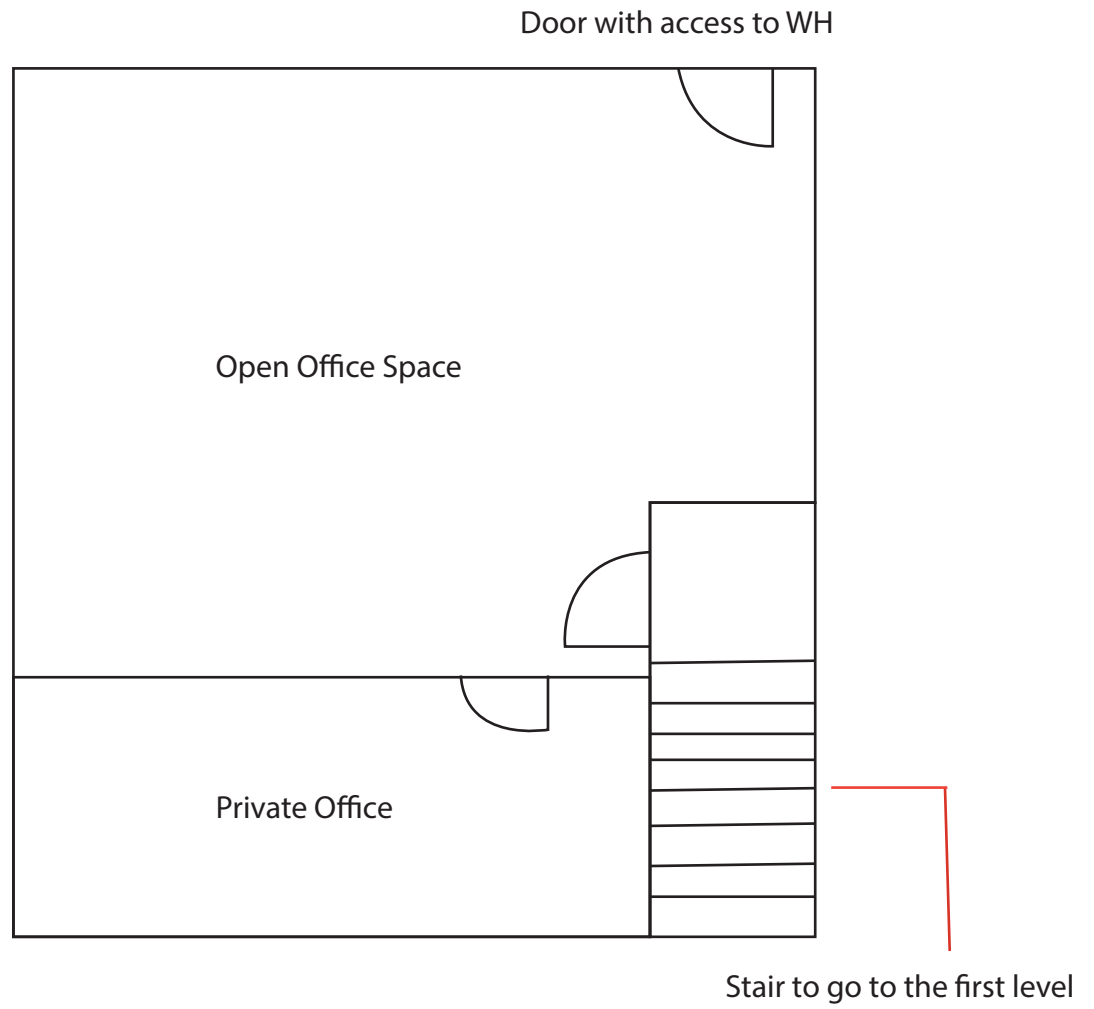 Door with access to WH
Open Office Space
Private Office
Stair to go to the first level